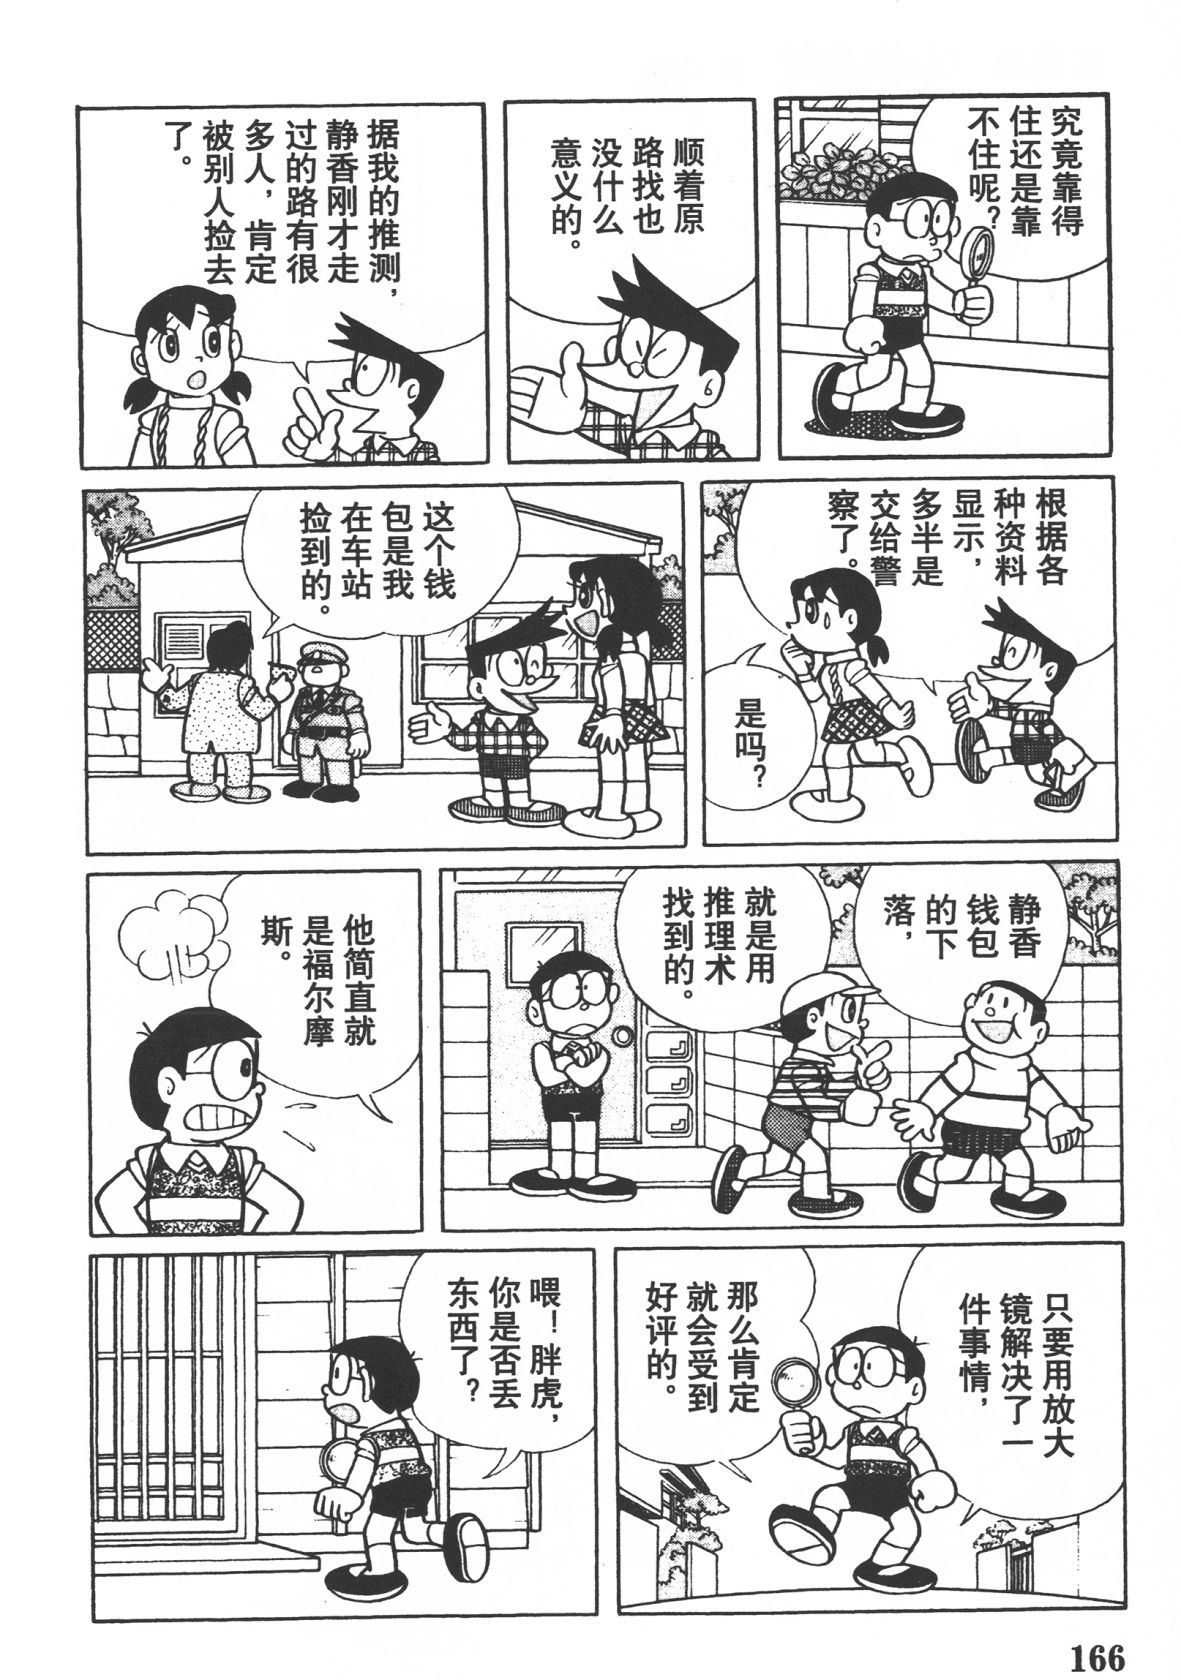 究竟靠得
住还是靠
不住呢？
顺着原
路找也
没什么
意义的。
据我的推测，
静香刚才走
过的路有很
多人，肯定
被别人捡去
了。
根据各
种资料
显示，
多半是
交给警
察了。
是吗？
这个钱
包是我
在车站
捡到的。
静香
钱包
的下
落，
就是用
推理术
找到的。
他简直就
是福尔摩
斯。
只要用放大
镜解决了一
件事情，
那么肯定
就会受到
好评的。
喂！胖虎，
你是否丢
东西了？
166